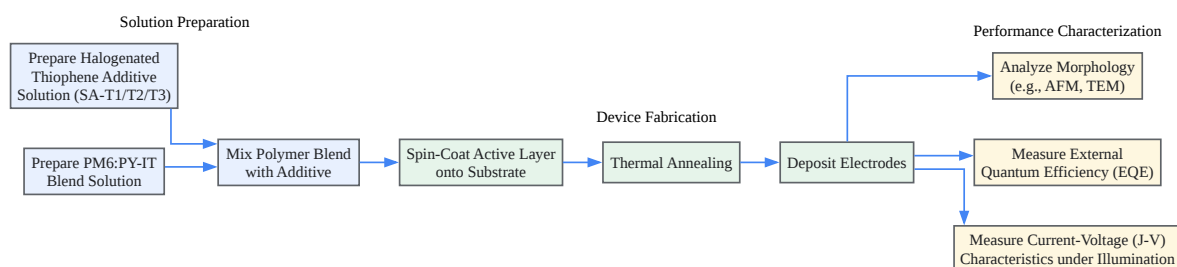 Solution Preparation
Prepare Halogenated
Thiophene Additive
Solution (SA-T1/T2/T3)
Prepare PM6:PY-IT
Blend Solution
Mix Polymer Blend
with Additive
Device Fabrication
Spin-Coat Active Layer
onto Substrate
Thermal Annealing
Deposit Electrodes
Performance Characterization
Analyze Morphology
(e.g., AFM, TEM)
Measure External
Quantum Efficiency (EQE)
Measure Current-Voltage (J-V)
Characteristics under Illumination